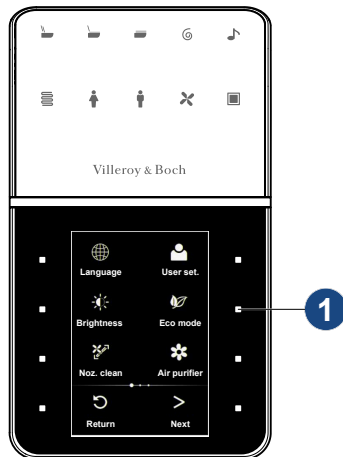 Villeroy & Boch
Language User set.
Brightness Eco mode
1
Noz. clean Air purifier
Return Next